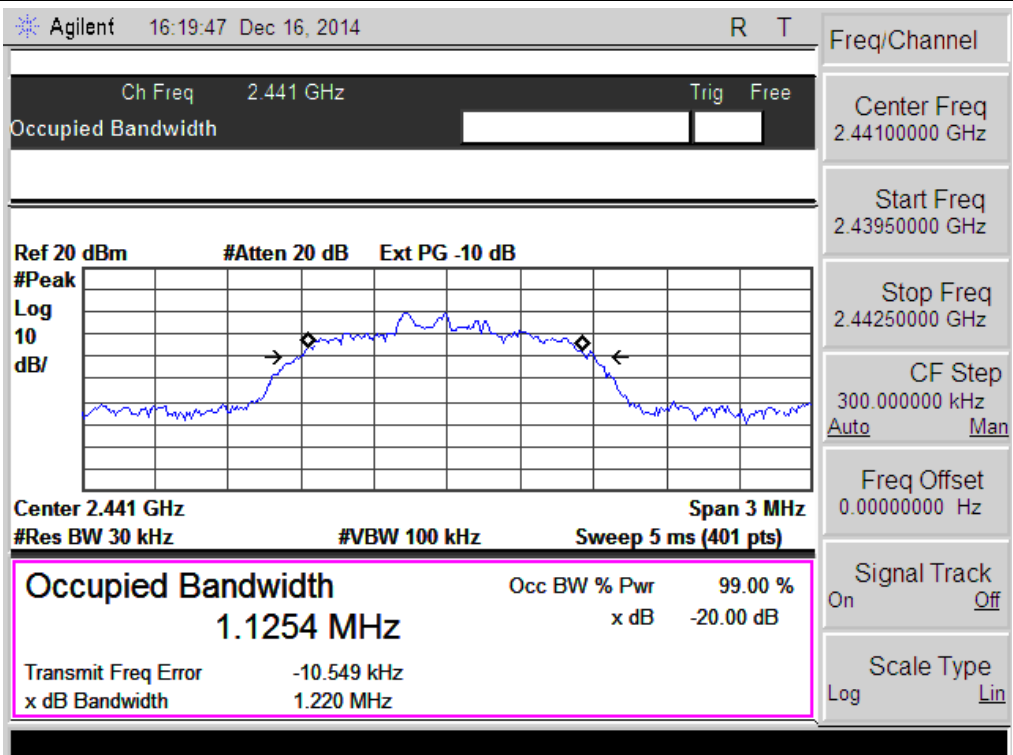 Agilent 16:19:47 Dec 16, 2014 R T
Ch Freq 2.441 GHz Trig Free
Occupied Bandwidth
Ref 20 dBm #Atten 20 dB Ext PG -10 dB
#Peak
Log
10
dB/
Center 2.441 GHz Span 3 MHz
#Res BW 30 kHz #VBW 100 kHz Sweep 5 ms (401 pts)
Occupied Bandwidth Occ BW % Pwr 99.00 %
1.1254 MHz x dB -20.00 dB
Transmit Freq Error -10.549 kHz
x dB Bandwidth 1.220 MHz
Freq/Channel
Center Freq
2.44100000 GHz
Start Freq
2.43950000 GHz
Stop Freq
2.44250000 GHz
CF Step
300.000000 kHz
Auto Man
Freq Offset
0.00000000 Hz
Signal Track
On Off
Scale Type
Log Lin